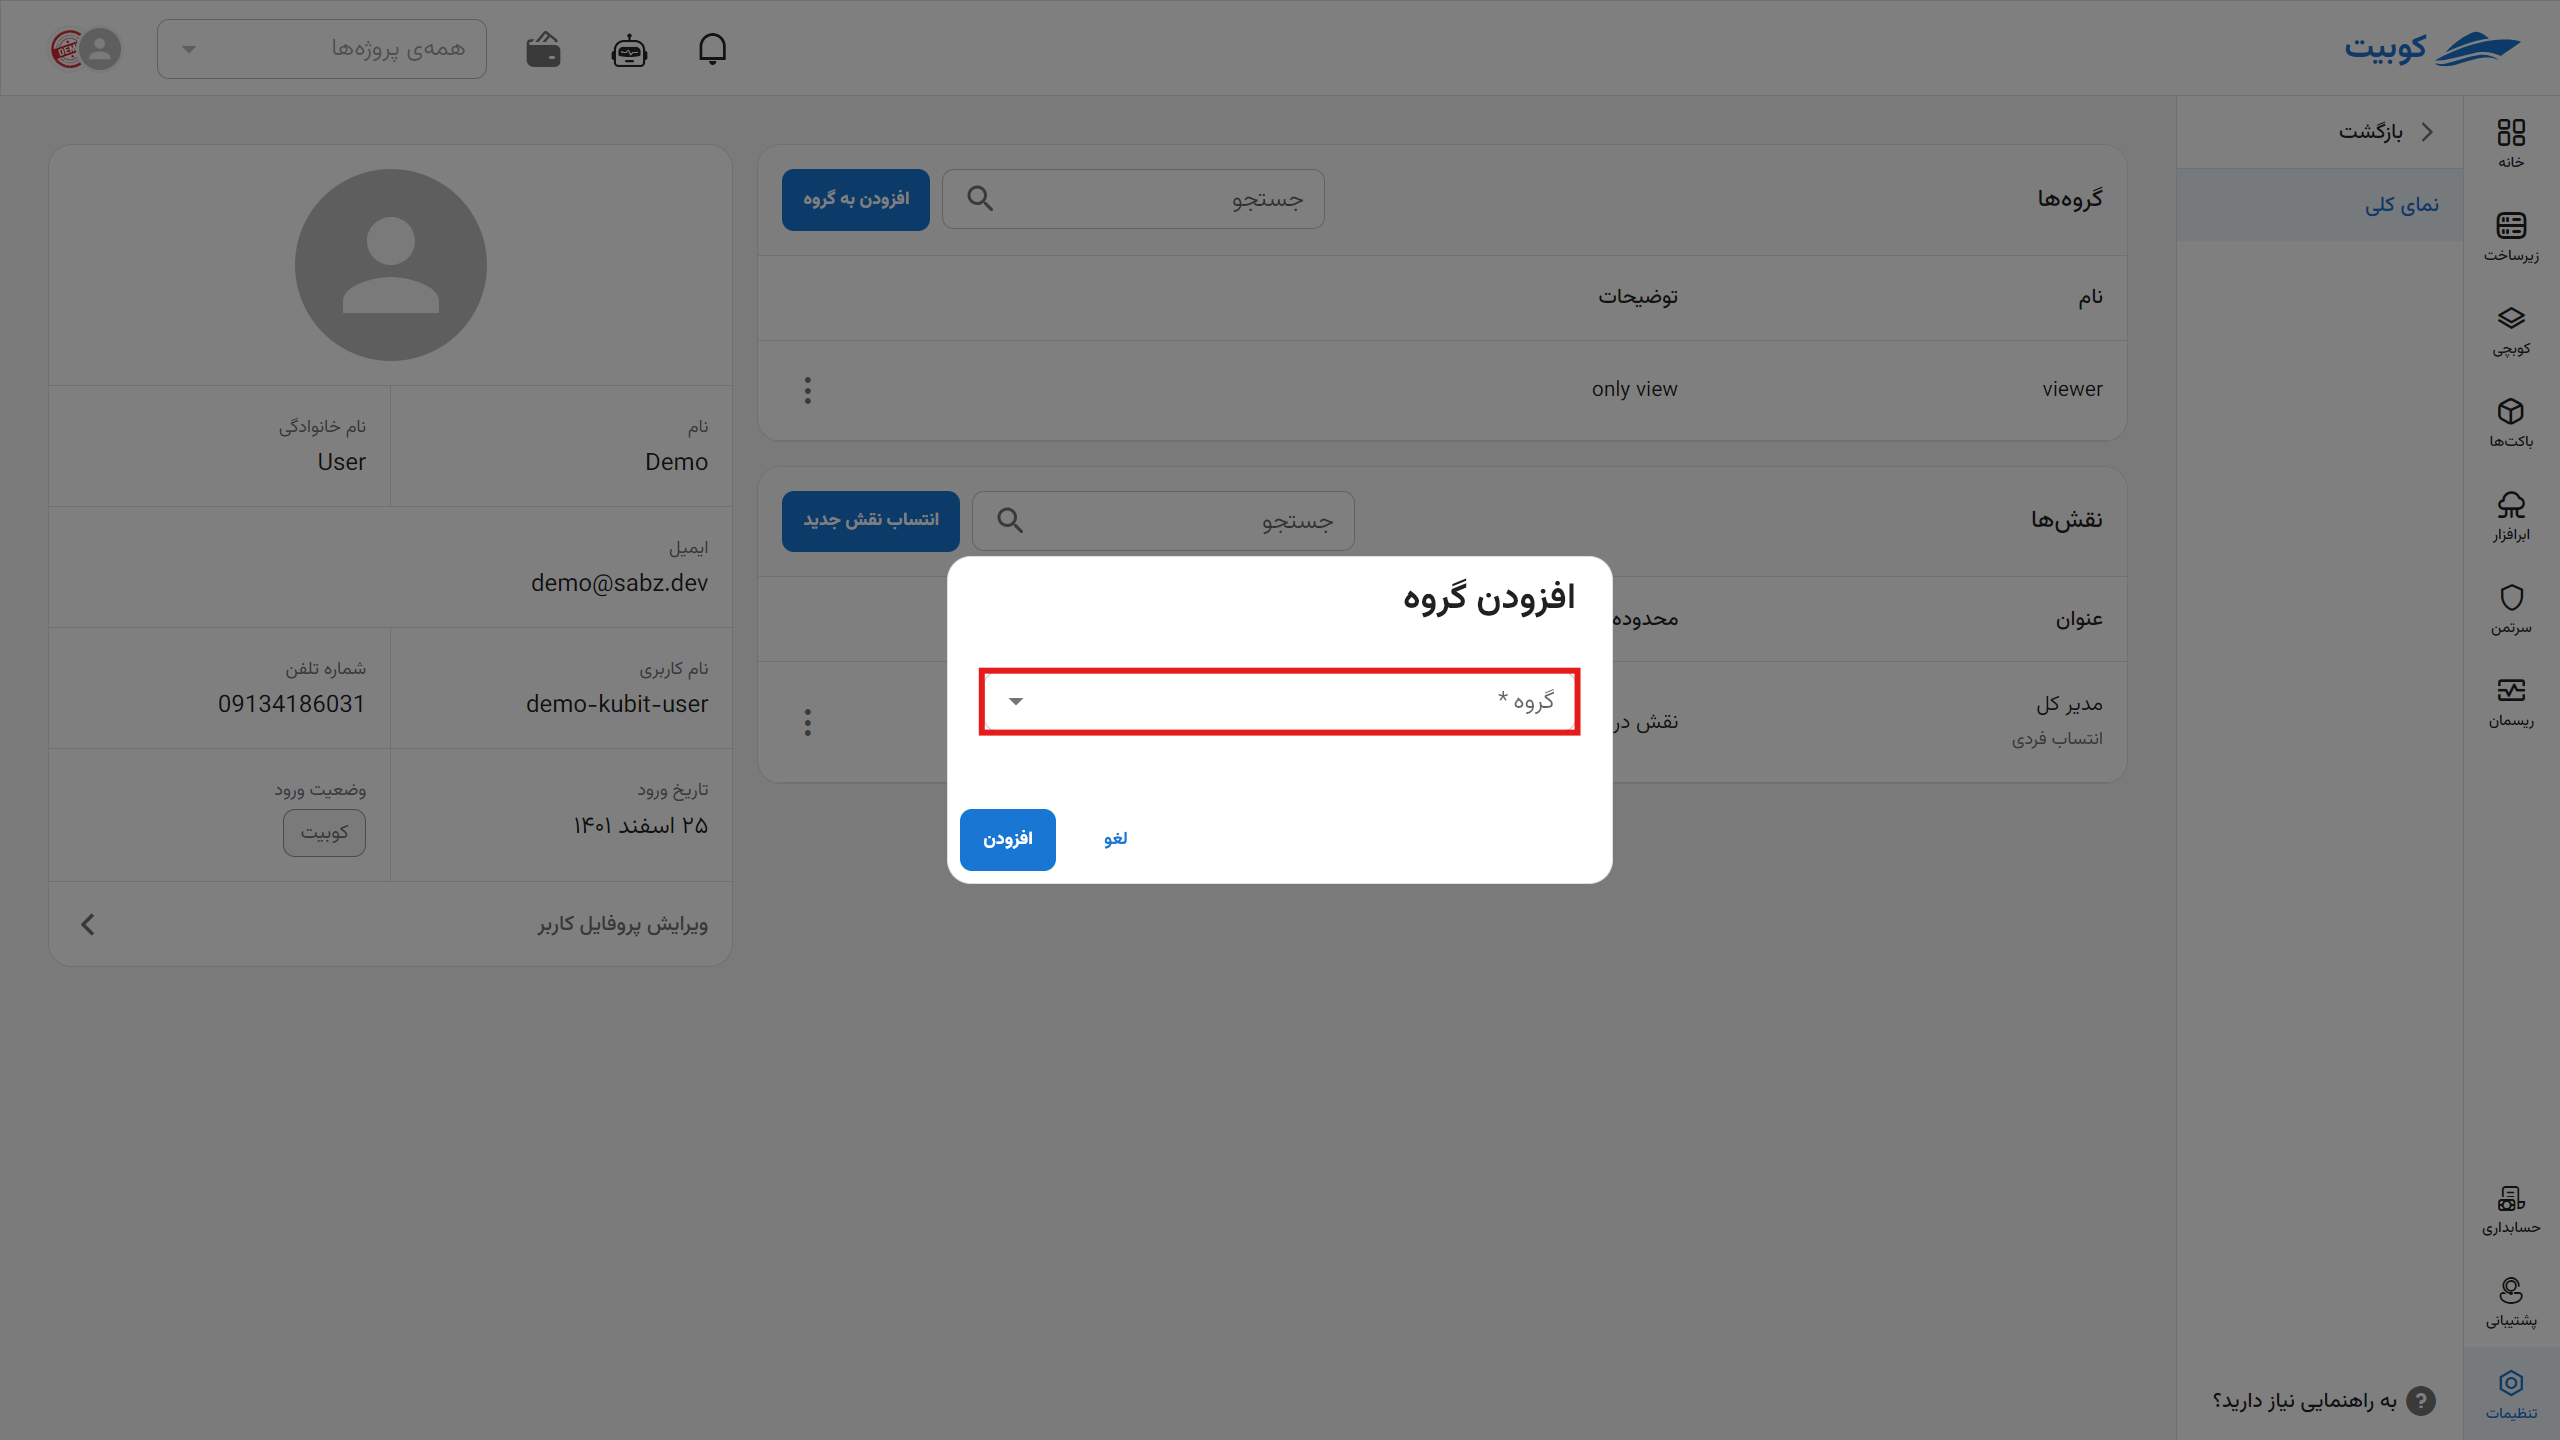 کوبیت
همه‌ی پروژه‌ها
خانه
زیرساخت
کوبچی
باکت‌ها
ابرافزار
سرتمن
ریسمان
حسابداری
پشتیبانی
تنظیمات
بازگشت
نمای کلی
به راهنمایی نیاز دارید؟
گروه‌ها
جستجو
افزودن به گروه
نام
توضیحات
viewer
only view
نقش‌ها
جستجو
انتساب نقش جدید
عنوان
محدوده
مدیر کل
انتساب فردی
نقش در
افزودن گروه
گروه *
لغو
افزودن
نام
Demo
نام خانوادگی
User
ایمیل
demo@sabz.dev
نام کاربری
demo-kubit-user
شماره تلفن
09134186031
تاریخ ورود
۲۵ اسفند ۱۴۰۱
وضعیت ورود
کوبیت
ویرایش پروفایل کاربر